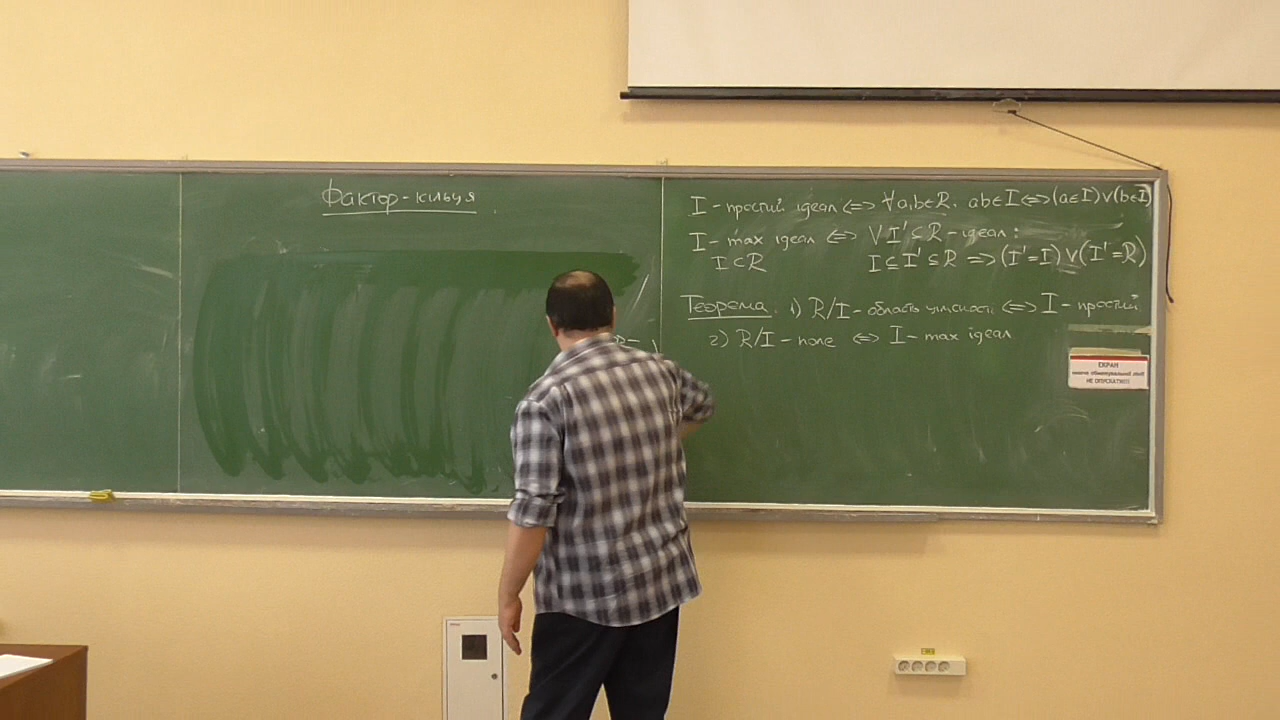 Фактор-кільця
I - простий ідеал ⇔ ∀a,b∈R. ab∈I ⇔ (a∈I)∨(b∈I)
I - max ідеал ⇔ ∀I'⊆R - ідеал:
I⊂R I⊆I'⊆R ⇒ (I'=I)∨(I'=R)
Теорема. 1) R/I - область цілісності ⇔ I - простий
2) R/I - поле ⇔ I - max ідеал
ЕКРАН
НЕ ОПУСКАТИ!!!